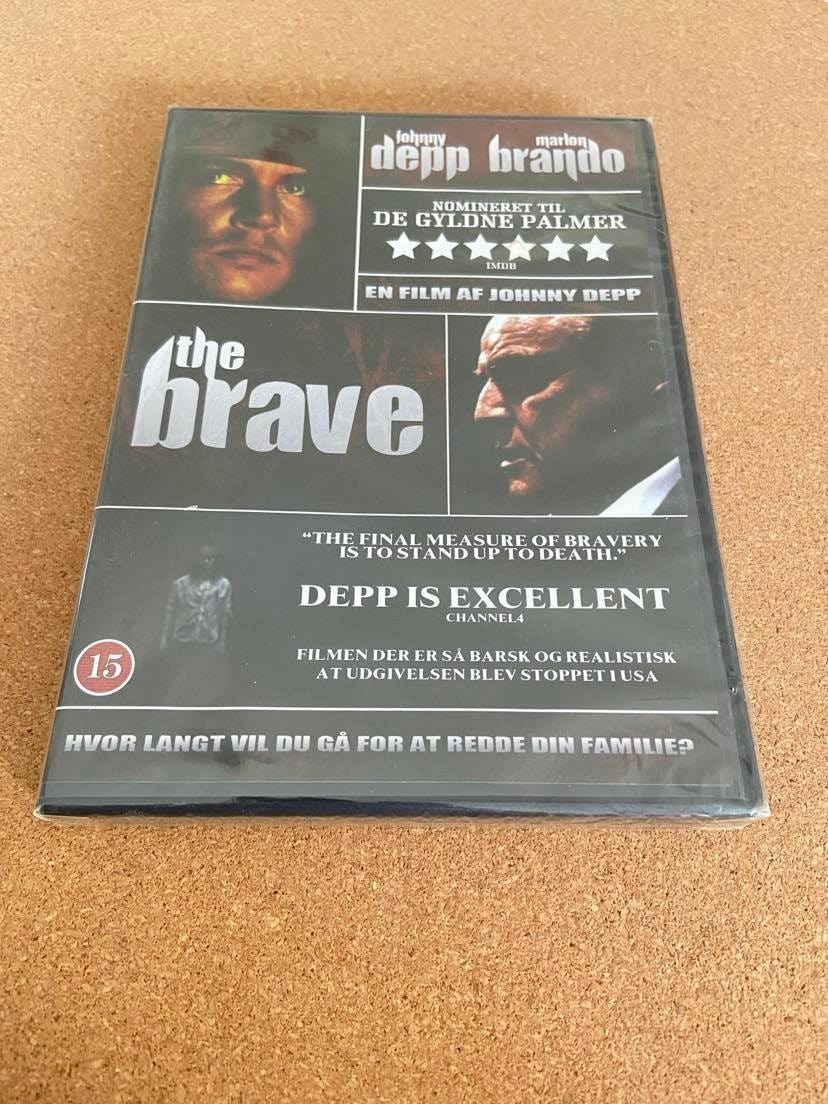 johnny marlon
depp brando
NOMINERET TIL
DE GYLDNE PALMER
IMDB
EN FILM AF JOHNNY DEPP
the
brave
"THE FINAL MEASURE OF BRAVERY
IS TO STAND UP TO DEATH."
DEPP IS EXCELLENT
CHANNEL4
FILMEN DER ER SÅ BARSK OG REALISTISK
AT UDGIVELSEN BLEV STOPPET I USA
15
HVOR LANGT VIL DU GÅ FOR AT REDDE DIN FAMILIE?